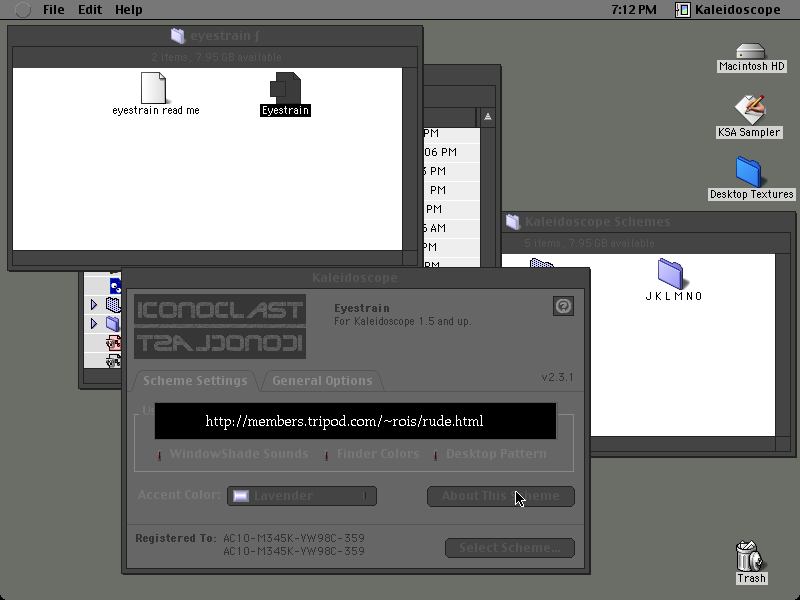 File Edit Help
7:12 PM Kaleidoscope
eyestrain ƒ
2 items, 7.95 GB available
eyestrain read me
Eyestrain
Macintosh HD
KSA Sampler
Desktop Textures
PM
06 PM
PM
PM
PM
AM
PM
PM
Kaleidoscope Schemes
5 items, 7.95 GB available
J K L M N O
Kaleidoscope
ICONOCLAST
ICONOCLAST
Eyestrain
For Kaleidoscope 1.5 and up.
v2.3.1
Scheme Settings
General Options
http://members.tripod.com/~rois/rude.html
WindowShade Sounds
Finder Colors
Desktop Pattern
Accent Color: Lavender
About This Scheme
Registered To: AC10-M345K-YW98C-359
AC10-M345K-YW98C-359
Select Scheme...
Trash